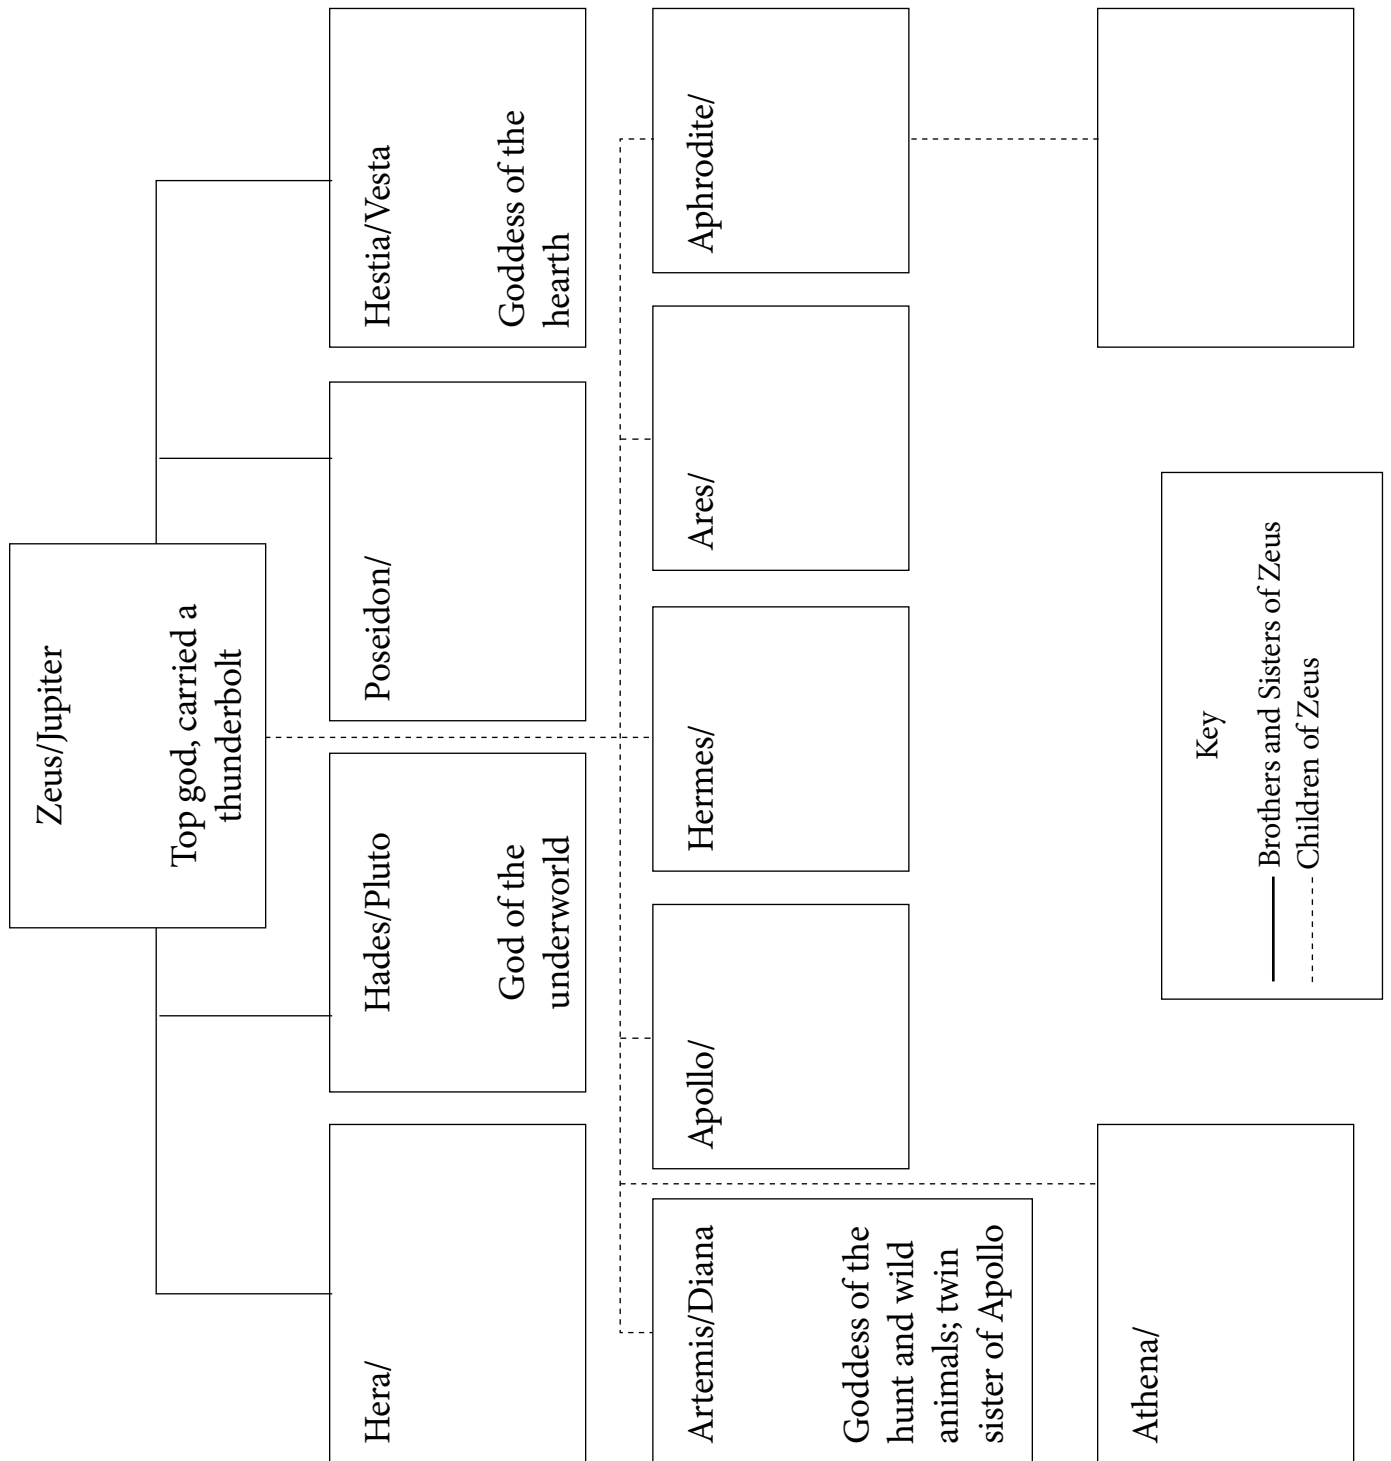 Zeus/Jupiter
Top god, carried a
thunderbolt
Hera/
Hades/Pluto
God of the
underworld
Poseidon/
Hestia/Vesta
Goddess of the
hearth
Artemis/Diana
Goddess of the
hunt and wild
animals; twin
sister of Apollo
Apollo/
Hermes/
Ares/
Aphrodite/
Athena/
Key
Brothers and Sisters of Zeus
Children of Zeus